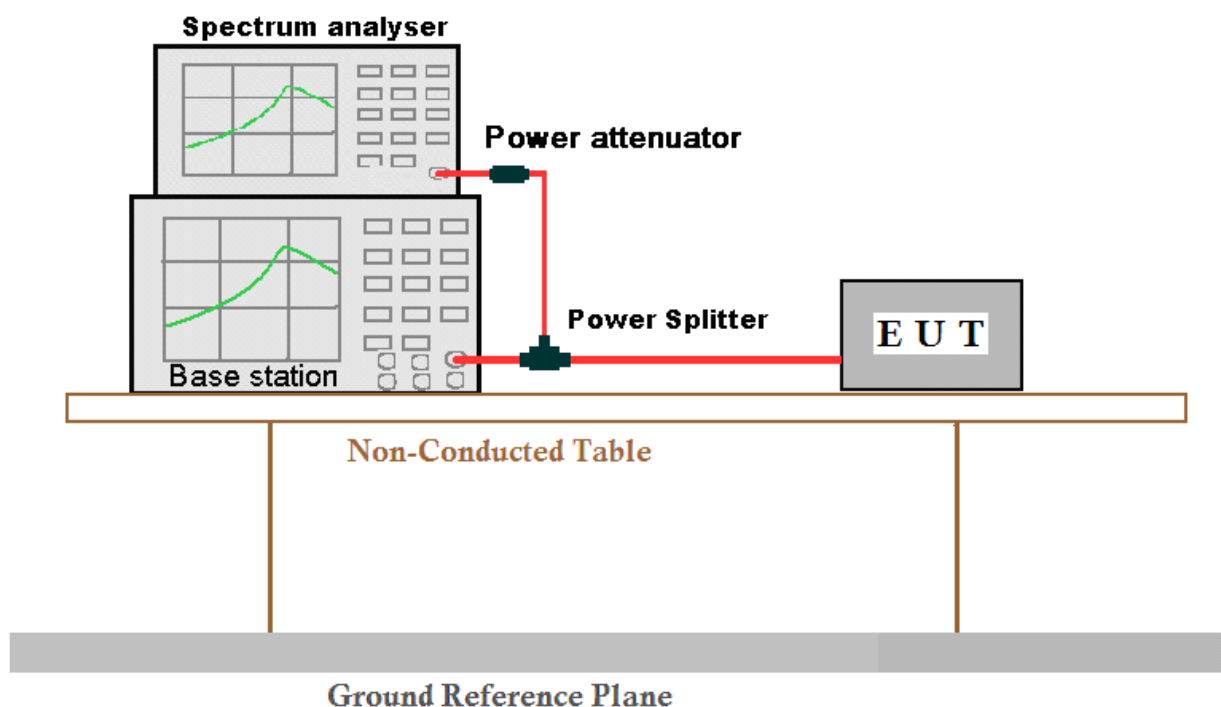 Spectrum analyser
Power attenuator
Power Splitter
E U T
Base station
Non-Conducted Table
Ground Reference Plane